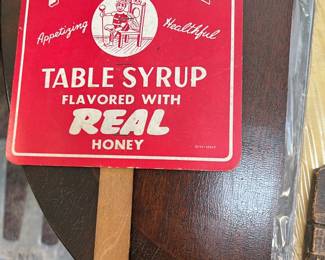 Appetizing Healthful
TABLE SYRUP
FLAVORED WITH
REAL
HONEY